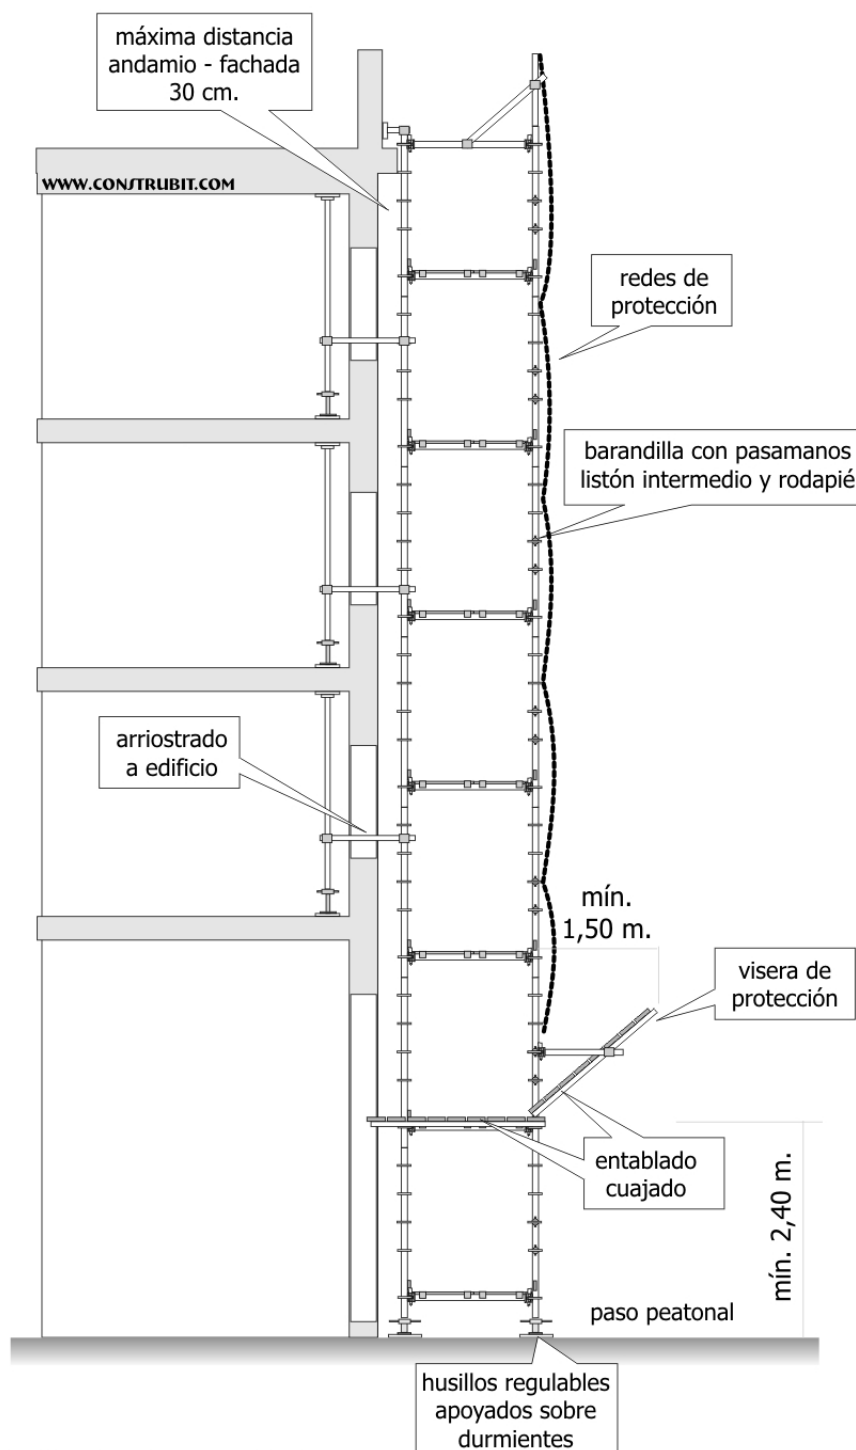 máxima distancia
andamio - fachada
30 cm.
WWW.CONSTRUBIT.COM
redes de
protección
barandilla con pasamanos
listón intermedio y rodapié
arriostrado
a edificio
mín.
1,50 m.
visera de
protección
entablado
cuajado
mín. 2,40 m.
paso peatonal
husillos regulables
apoyados sobre
durmientes